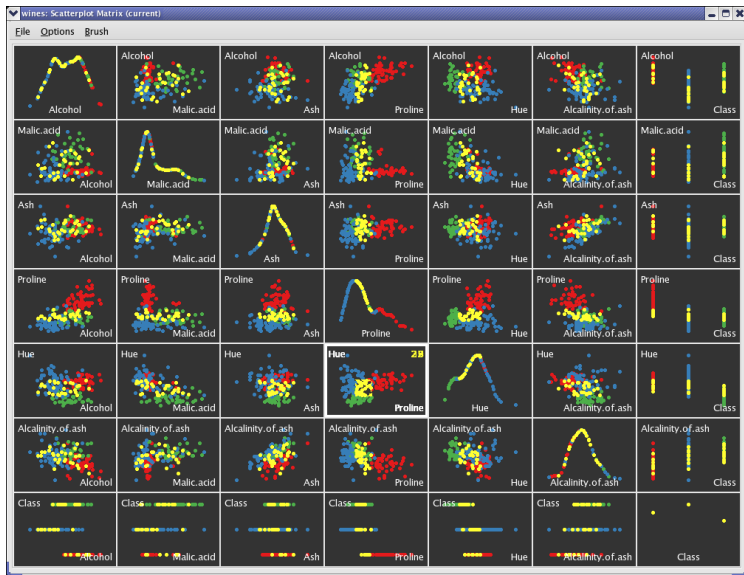 wines: Scatterplot Matrix (current)
File Options Brush
Alcohol
Alcohol Malic.acid
Alcohol Ash
Alcohol Proline
Alcohol Hue
Alcohol Alcalinity.of.ash
Alcohol Class
Malic.acid Alcohol
Malic.acid
Malic.acid Ash
Malic.acid Proline
Malic.acid Hue
Malic.acid Alcalinity.of.ash
Malic.acid Class
Ash Alcohol
Ash Malic.acid
Ash
Ash Proline
Ash Hue
Ash Alcalinity.of.ash
Ash Class
Proline Alcohol
Proline Malic.acid
Proline Ash
Proline
Proline Hue
Proline Alcalinity.of.ash
Proline Class
Hue Alcohol
Hue Malic.acid
Hue Ash
Hue Proline
Hue
Hue Alcalinity.of.ash
Hue Class
Alcalinity.of.ash Alcohol
Alcalinity.of.ash Malic.acid
Alcalinity.of.ash Ash
Alcalinity.of.ash Proline
Alcalinity.of.ash Hue
Alcalinity.of.ash
Alcalinity.of.ash Class
Class Alcohol
Class Malic.acid
Class Ash
Class Proline
Class Hue
Class Alcalinity.of.ash
Class